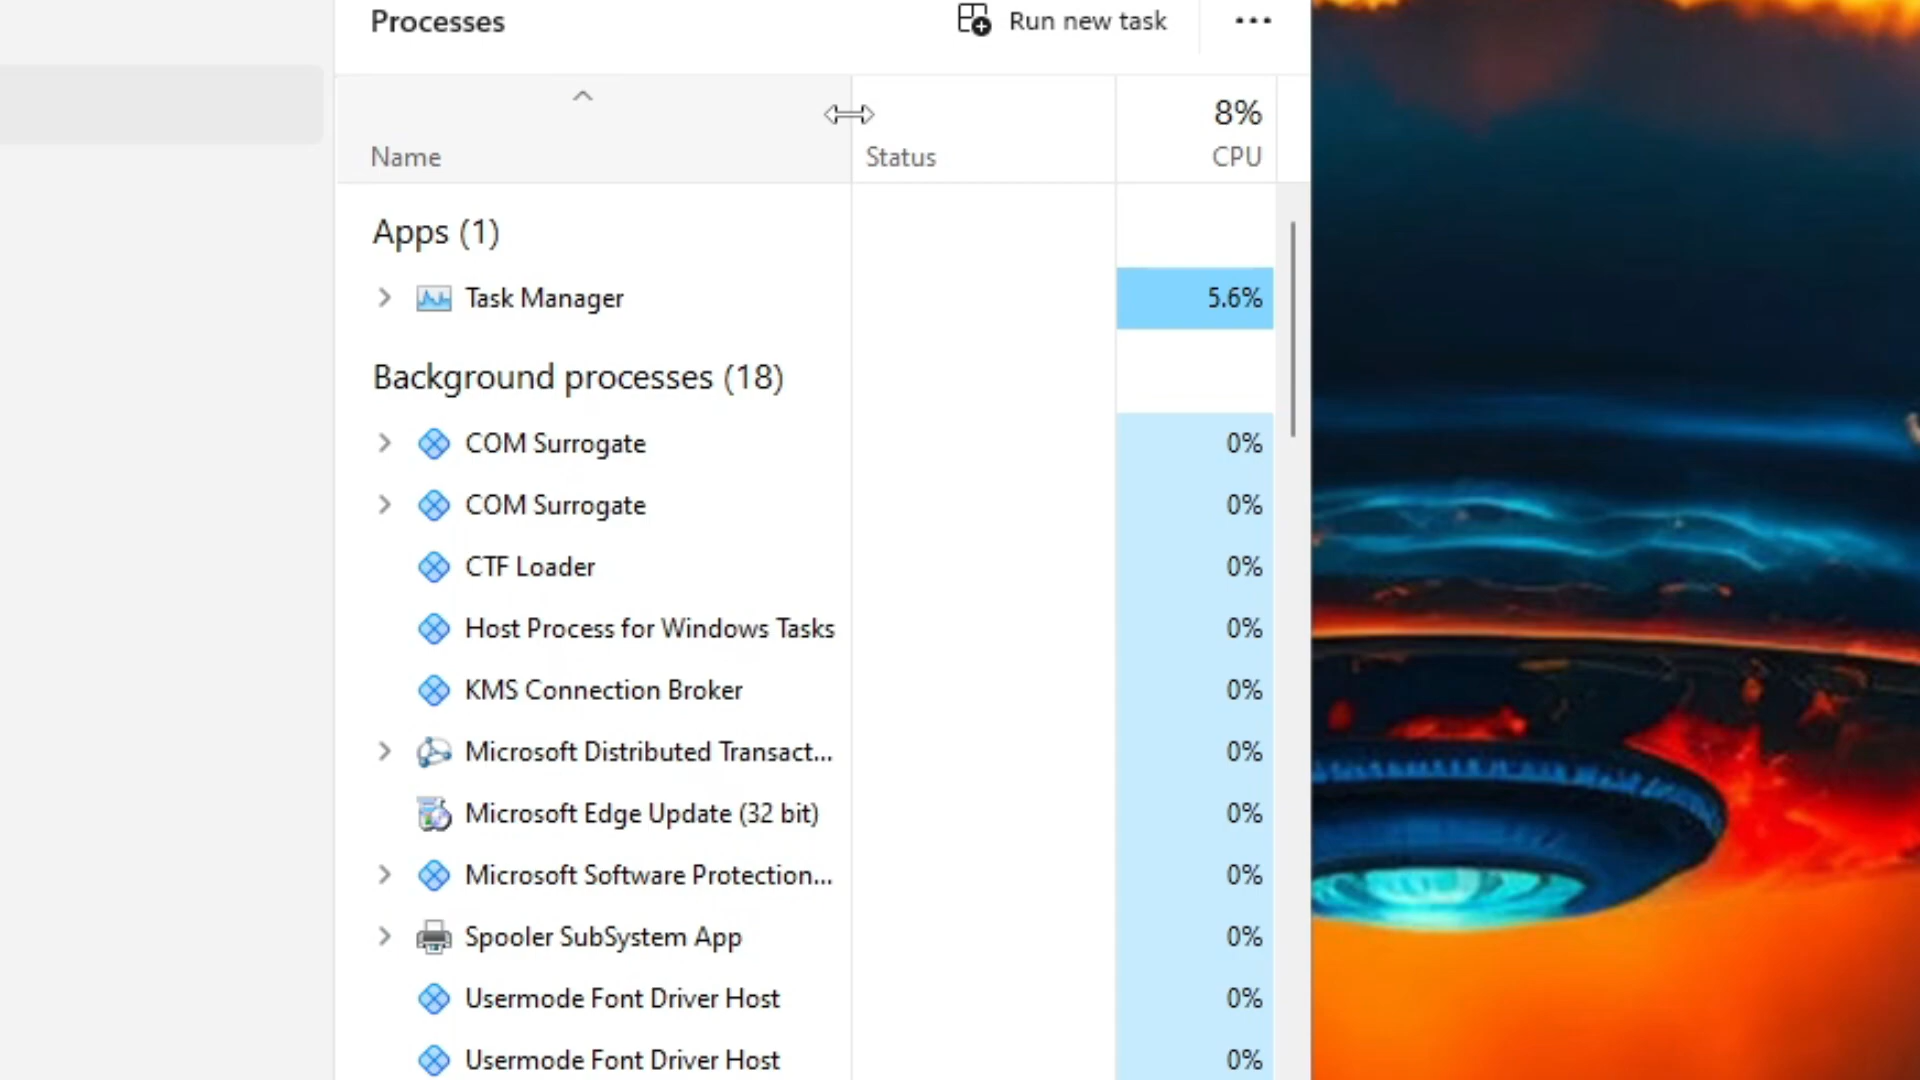 Processes
Run new task
8%
Name
Status
CPU
Apps (1)
Task Manager
5.6%
Background processes (18)
COM Surrogate
0%
COM Surrogate
0%
CTF Loader
0%
Host Process for Windows Tasks
0%
KMS Connection Broker
0%
Microsoft Distributed Transact...
0%
Microsoft Edge Update (32 bit)
0%
Microsoft Software Protection...
0%
Spooler SubSystem App
0%
Usermode Font Driver Host
0%
Usermode Font Driver Host
0%